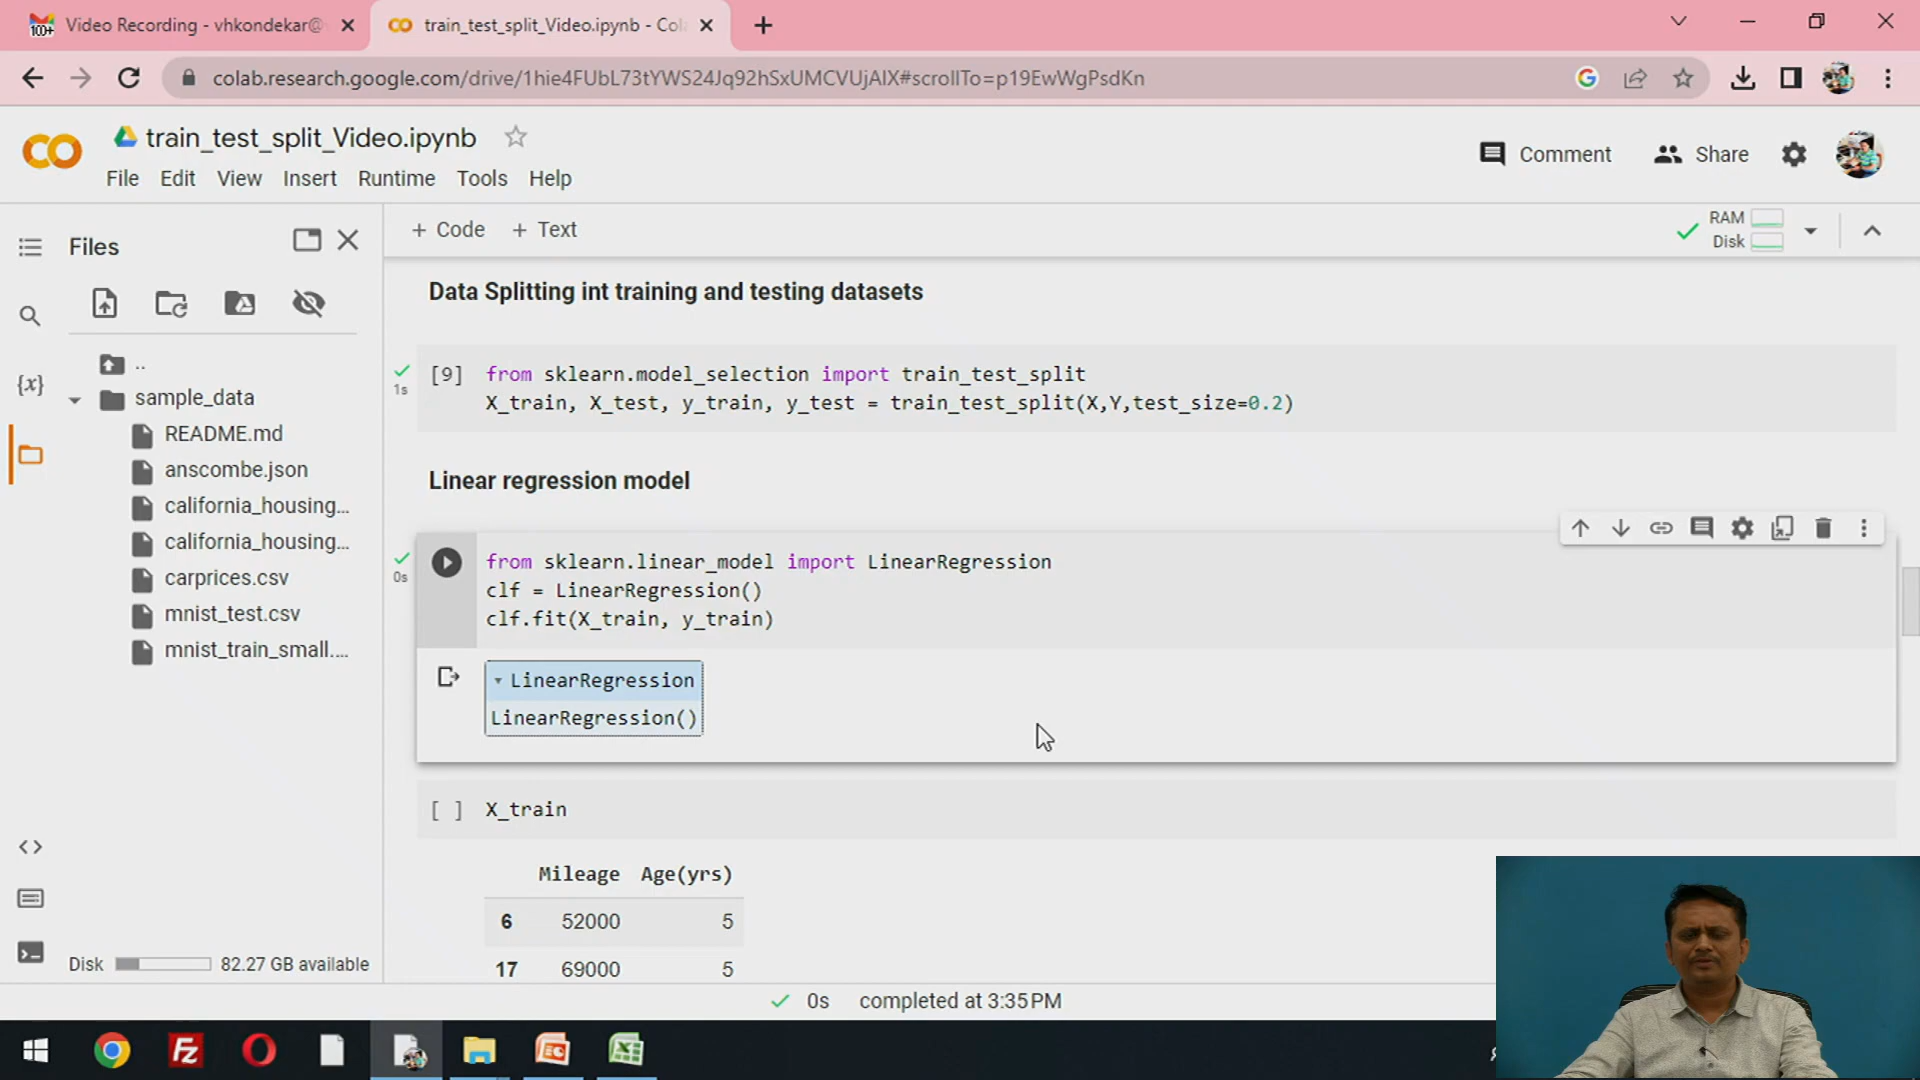 100+ Video Recording - vhkondekar@
train_test_split_Video.ipynb - Col
colab.research.google.com/drive/1hie4FUbL73tYWS24Jq92hSxUMCVUjAIX#scrollTo=p19EwWgPsdKn
train_test_split_Video.ipynb
Comment
Share
File Edit View Insert Runtime Tools Help
Files
+ Code + Text
RAM
Disk
..
sample_data
README.md
anscombe.json
california_housing...
california_housing...
carprices.csv
mnist_test.csv
mnist_train_small....
{x}
Disk 82.27 GB available
Data Splitting int training and testing datasets
1s
[9] from sklearn.model_selection import train_test_split
X_train, X_test, y_train, y_test = train_test_split(X,Y,test_size=0.2)
Linear regression model
0s
from sklearn.linear_model import LinearRegression
clf = LinearRegression()
clf.fit(X_train, y_train)
LinearRegression
LinearRegression()
[ ] X_train
Mileage Age(yrs)
6 52000 5
17 69000 5
0s completed at 3:35 PM